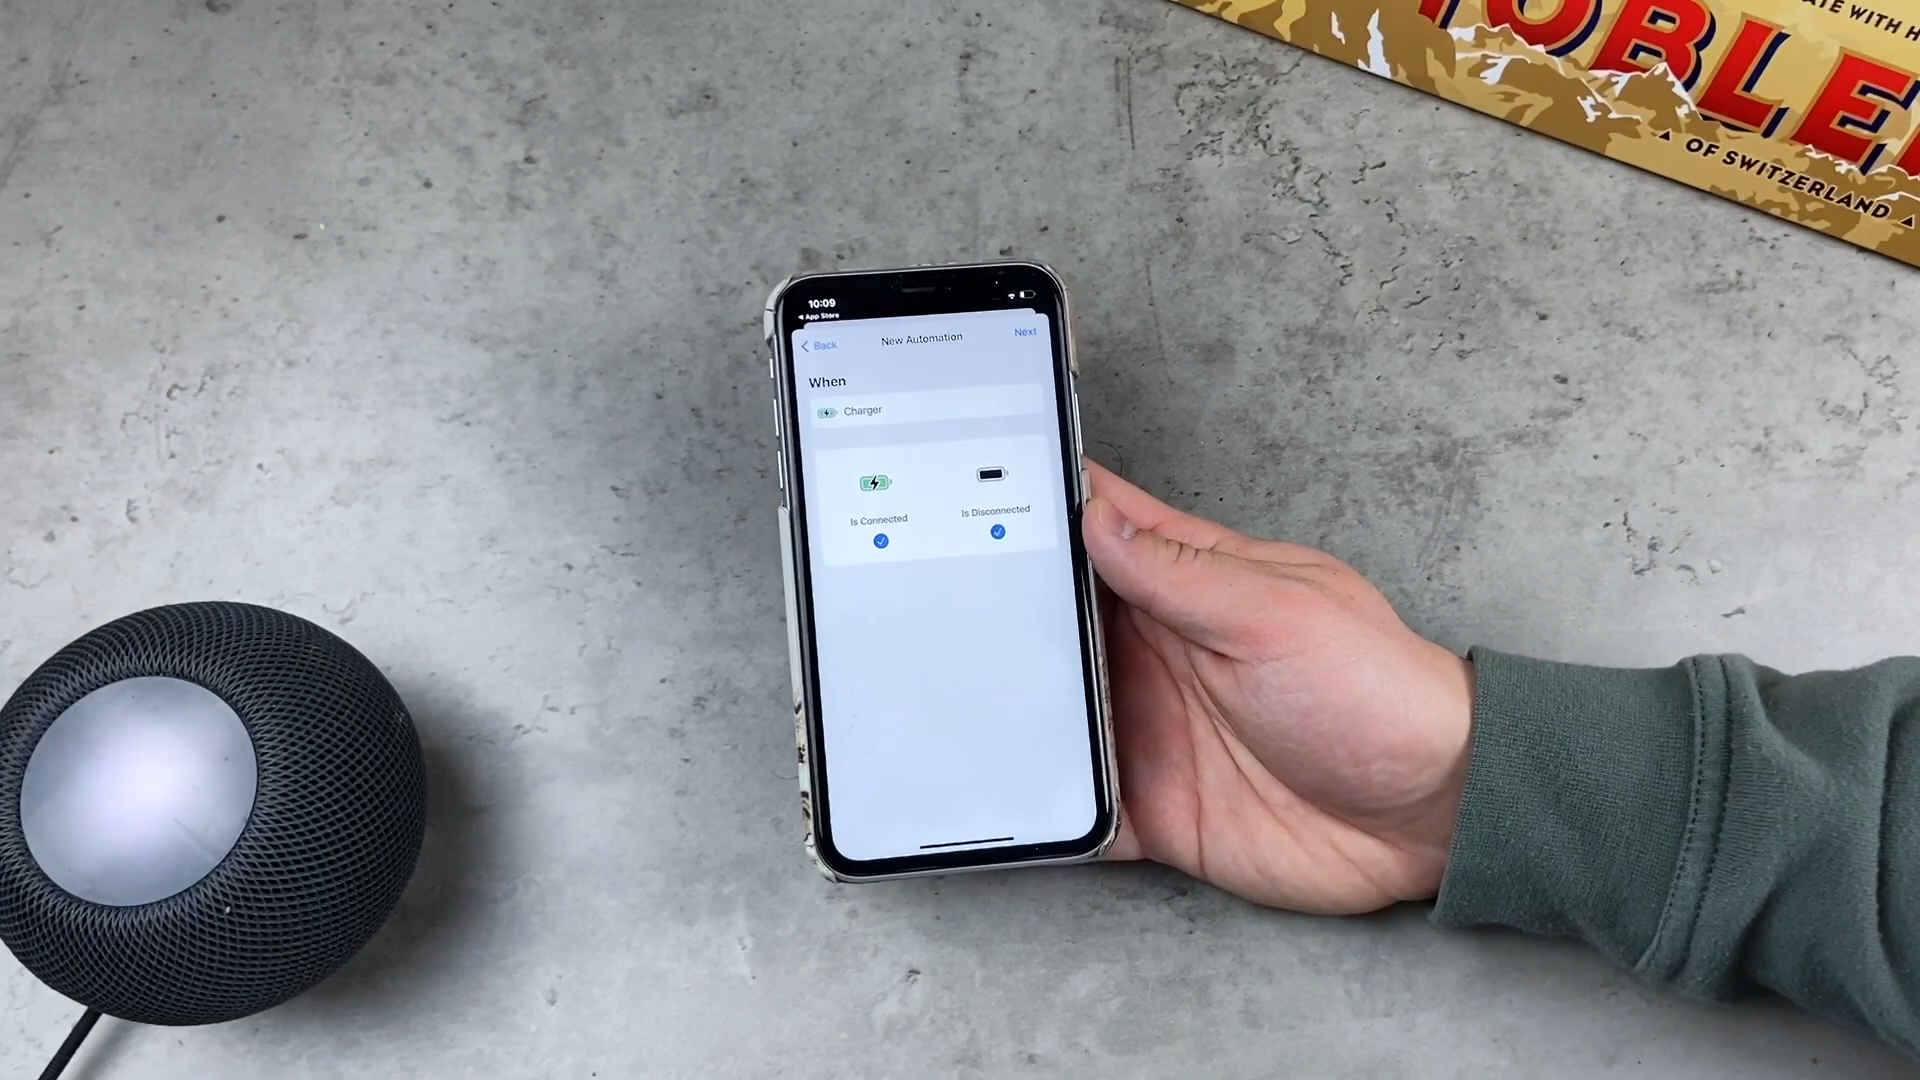 ATE WITH H
OBLE
OF SWITZERLAND
10:09
App Store
Back
New Automation
Next
When
Charger
Is Connected
Is Disconnected